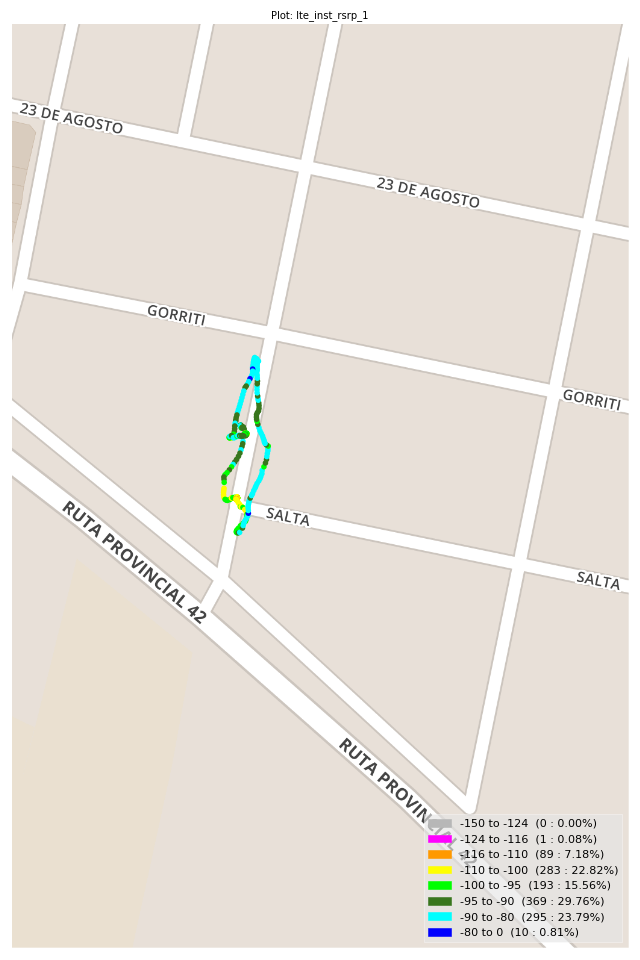 Plot: lte_inst_rsrp_1
23 DE AGOSTO
23 DE AGOSTO
GORRITI
GORRITI
SALTA
SALTA
RUTA PROVINCIAL 42
RUTA PROVINCIAL 42
-150 to -124 (0 : 0.00%)
-124 to -116 (1 : 0.08%)
-116 to -110 (89 : 7.18%)
-110 to -100 (283 : 22.82%)
-100 to -95 (193 : 15.56%)
-95 to -90 (369 : 29.76%)
-90 to -80 (295 : 23.79%)
-80 to 0 (10 : 0.81%)